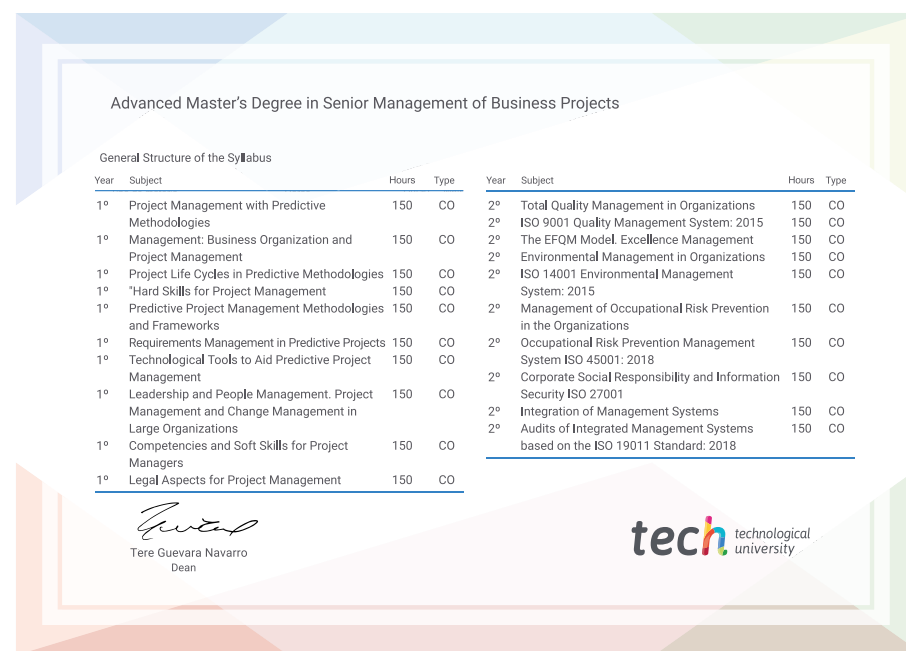 Advanced Master's Degree in Senior Management of Business Projects
General Structure of the Syllabus
Year Subject Hours Type
1º Project Management with Predictive 150 CO
Methodologies
1º Management: Business Organization and 150 CO
Project Management
1º Project Life Cycles in Predictive Methodologies 150 CO
1º "Hard Skills for Project Management 150 CO
1º Predictive Project Management Methodologies 150 CO
and Frameworks
1º Requirements Management in Predictive Projects 150 CO
1º Technological Tools to Aid Predictive Project 150 CO
Management
1º Leadership and People Management. Project 150 CO
Management and Change Management in
Large Organizations
1º Competencies and Soft Skills for Project 150 CO
Managers
1º Legal Aspects for Project Management 150 CO
Year Subject Hours Type
2º Total Quality Management in Organizations 150 CO
2º ISO 9001 Quality Management System: 2015 150 CO
2º The EFQM Model. Excellence Management 150 CO
2º Environmental Management in Organizations 150 CO
2º ISO 14001 Environmental Management 150 CO
System: 2015
2º Management of Occupational Risk Prevention 150 CO
in the Organizations
2º Occupational Risk Prevention Management 150 CO
System ISO 45001: 2018
2º Corporate Social Responsibility and Information 150 CO
Security ISO 27001
2º Integration of Management Systems 150 CO
2º Audits of Integrated Management Systems 150 CO
based on the ISO 19011 Standard: 2018
Tere Guevara Navarro
Dean
tech technological
university